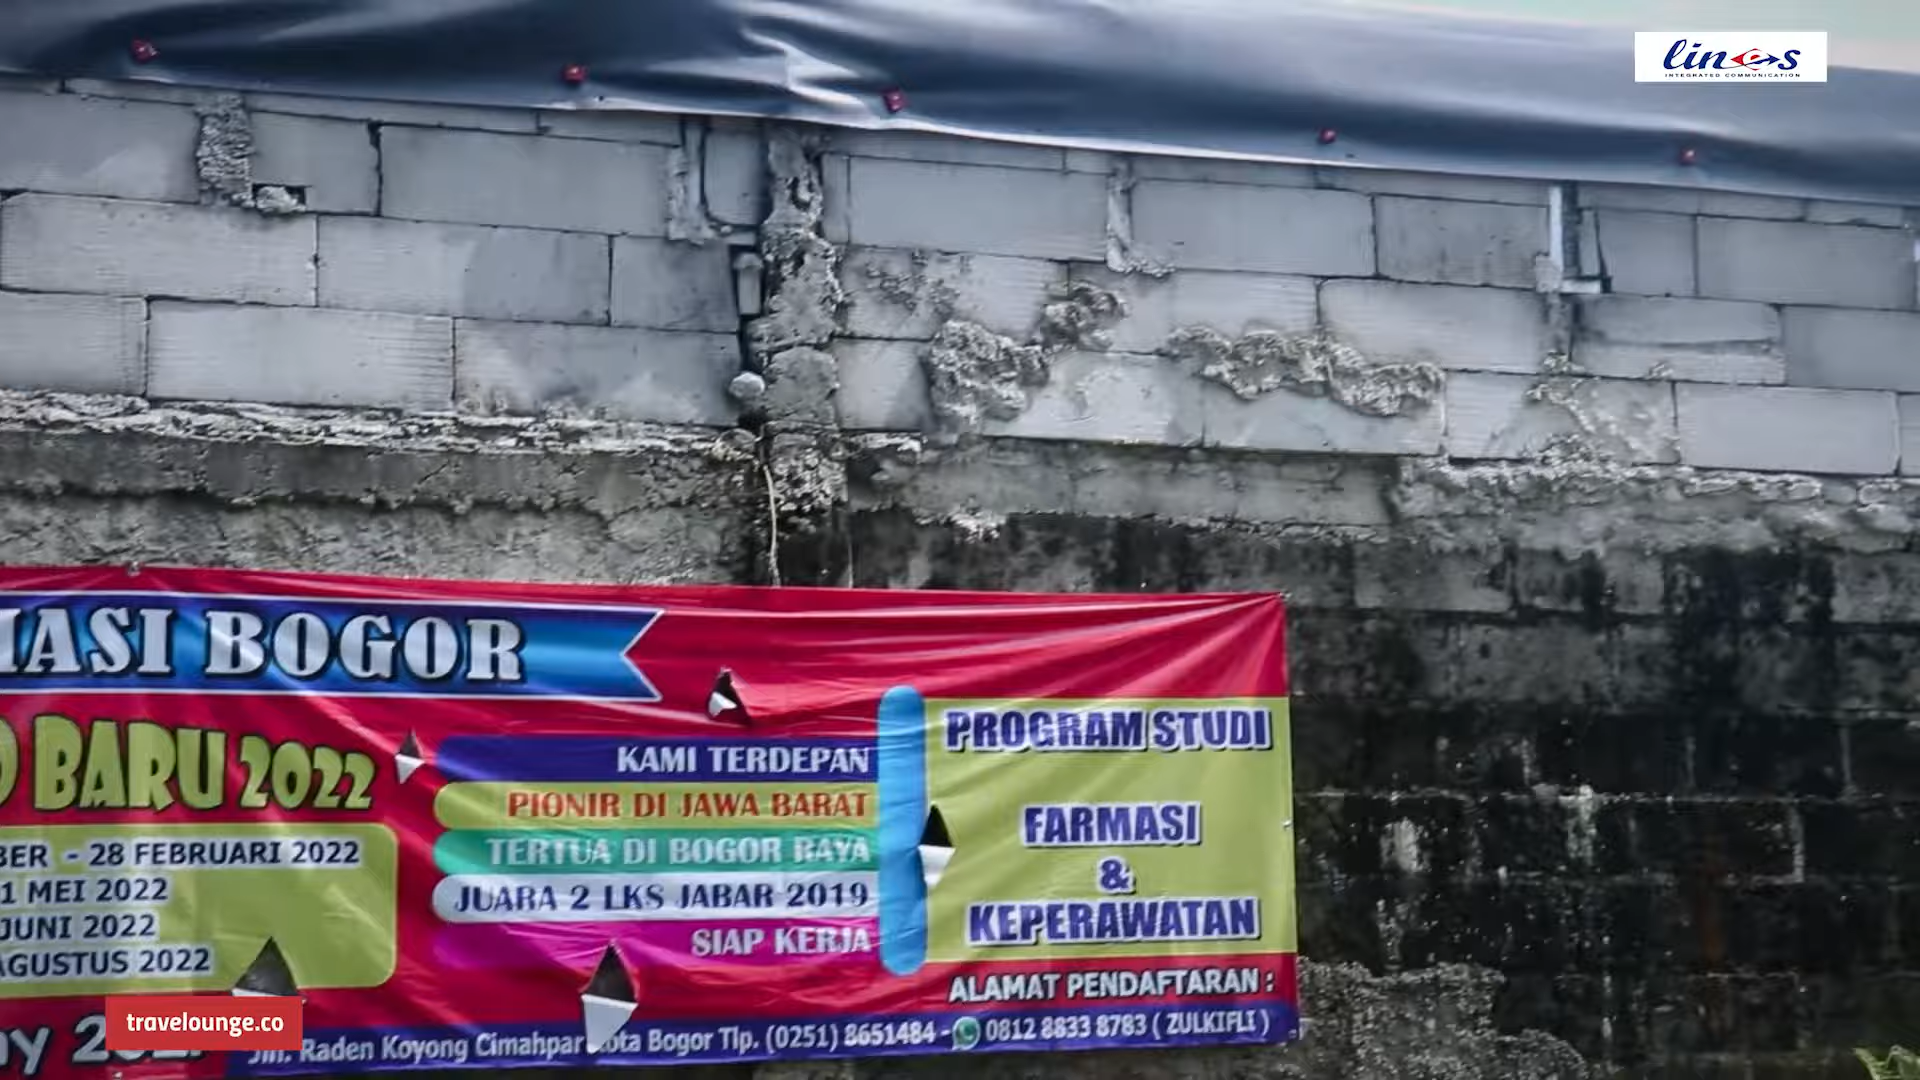 lines
INTEGRATED COMMUNICATION
MASI BOGOR
BARU 2022
BER - 28 FEBRUARI 2022
1 MEI 2022
JUNI 2022
AGUSTUS 2022
KAMI TERDEPAN
PIONIR DI JAWA BARAT
TERTUA DI BOGOR RAYA
JUARA 2 LKS JABAR 2019
SIAP KERJA
PROGRAM STUDI
FARMASI
&
KEPERAWATAN
ALAMAT PENDAFTARAN :
Jln. Raden Koyong Cimahpar Kota Bogor Tlp. (0251) 8651484 - 0812 8833 8783 ( ZULKIFLI )
travelounge.co